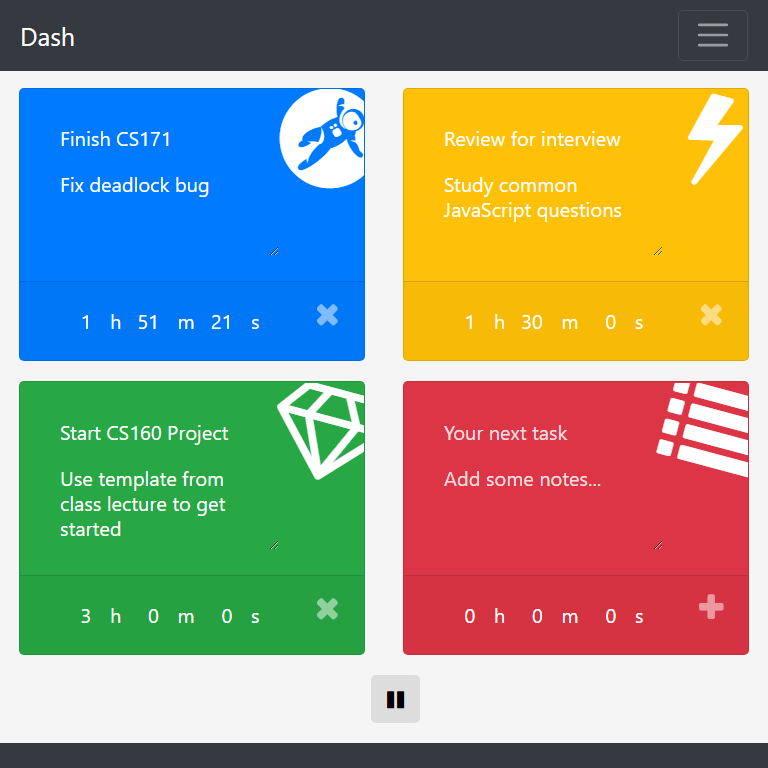 Dash
Finish CS171
Fix deadlock bug
1 h 51 m 21 s
Review for interview
Study common
JavaScript questions
1 h 30 m 0 s
Start CS160 Project
Use template from
class lecture to get
started
3 h 0 m 0 s
Your next task
Add some notes...
0 h 0 m 0 s